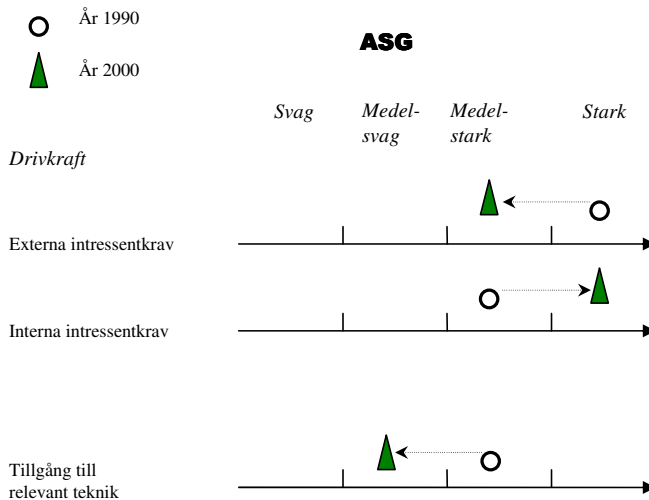 År 1990
År 2000
ASG
Svag Medel- Medel- Stark
svag stark
Drivkraft
Externa intressentkrav
Interna intressentkrav
Tillgång till
relevant teknik